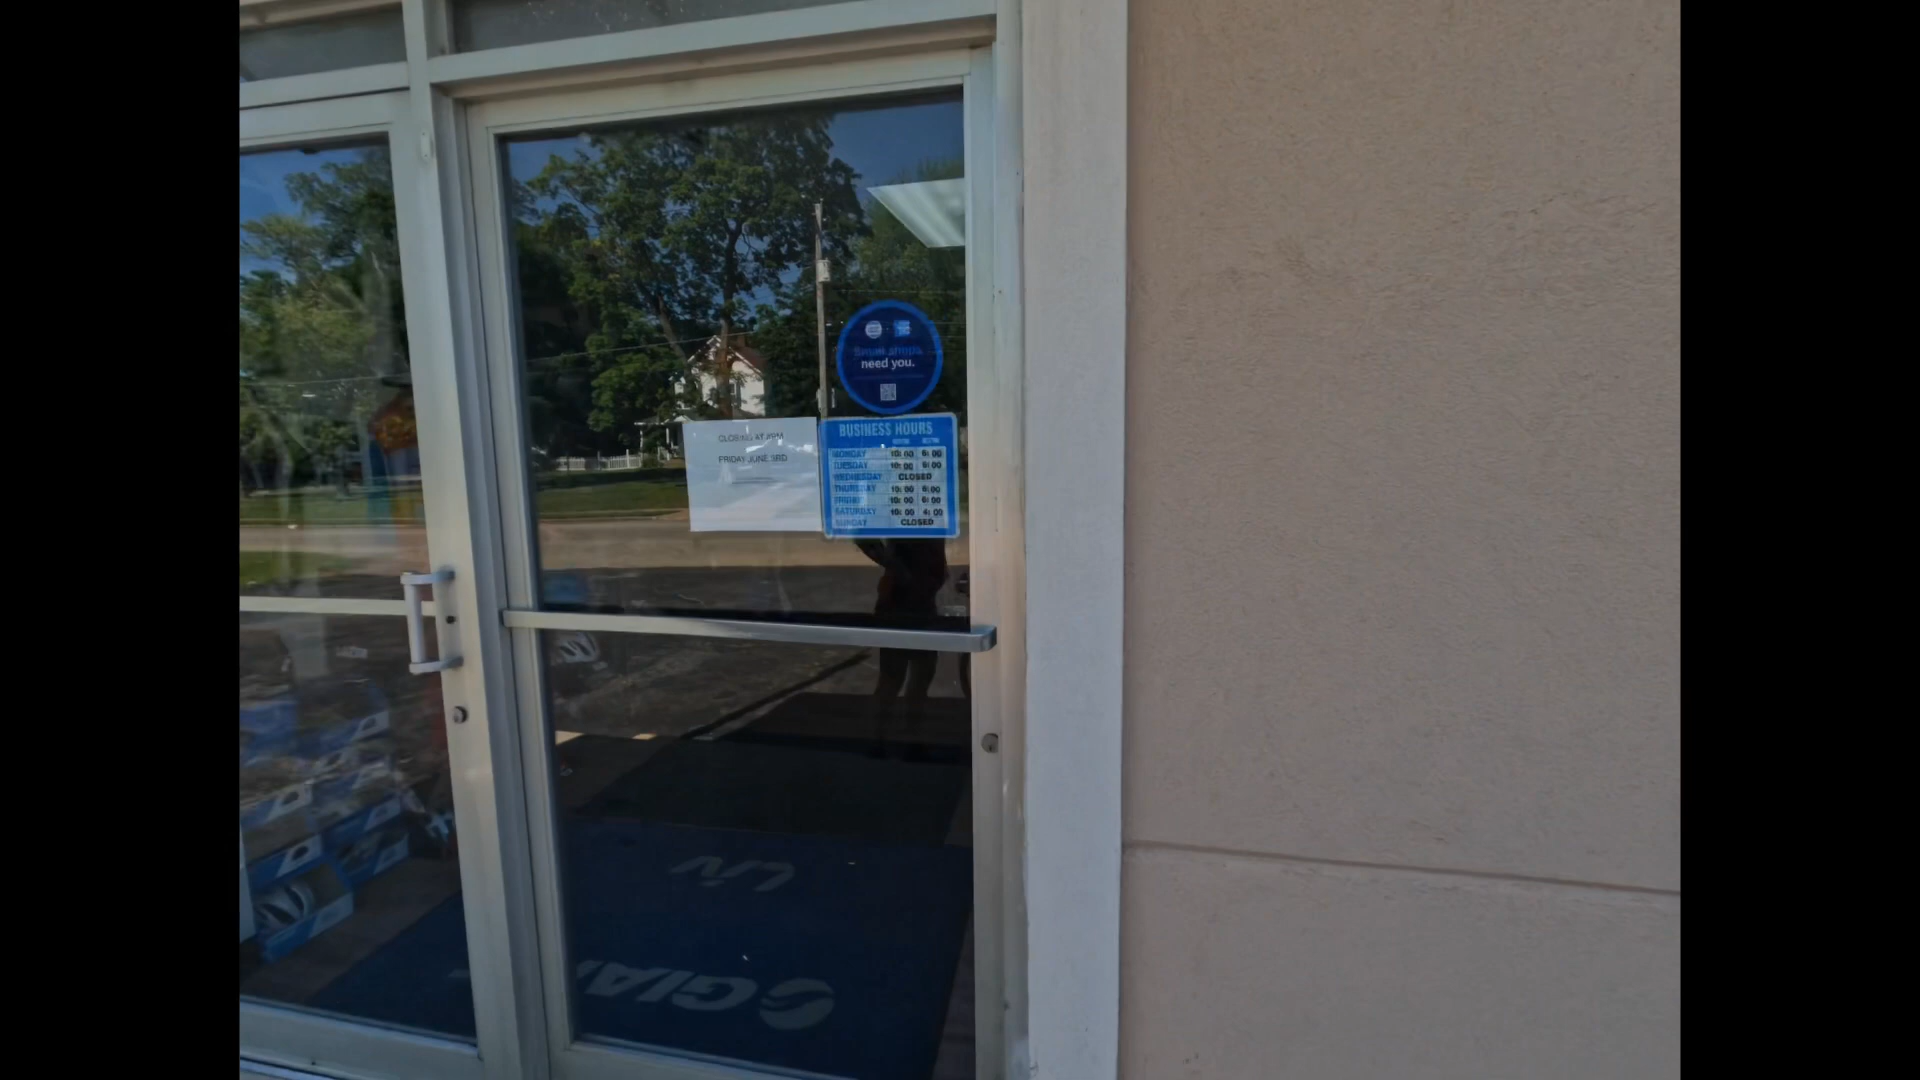 Small shops
need you.
CLOSING AT
FRIDAY JUNE 3RD
BUSINESS HOURS
MONDAY 10:00 6:00
TUESDAY 10:00 6:00
WEDNESDAY CLOSED
THURSDAY 10:00 6:00
FRIDAY 10:00 6:00
SATURDAY 10:00 4:00
SUNDAY CLOSED
Liv